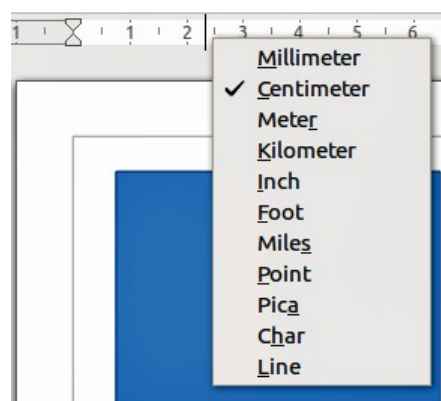 1 1 2 3 4 5 6
Millimeter
✓ Centimeter
Meter
Kilometer
Inch
Foot
Miles
Point
Pica
Char
Line